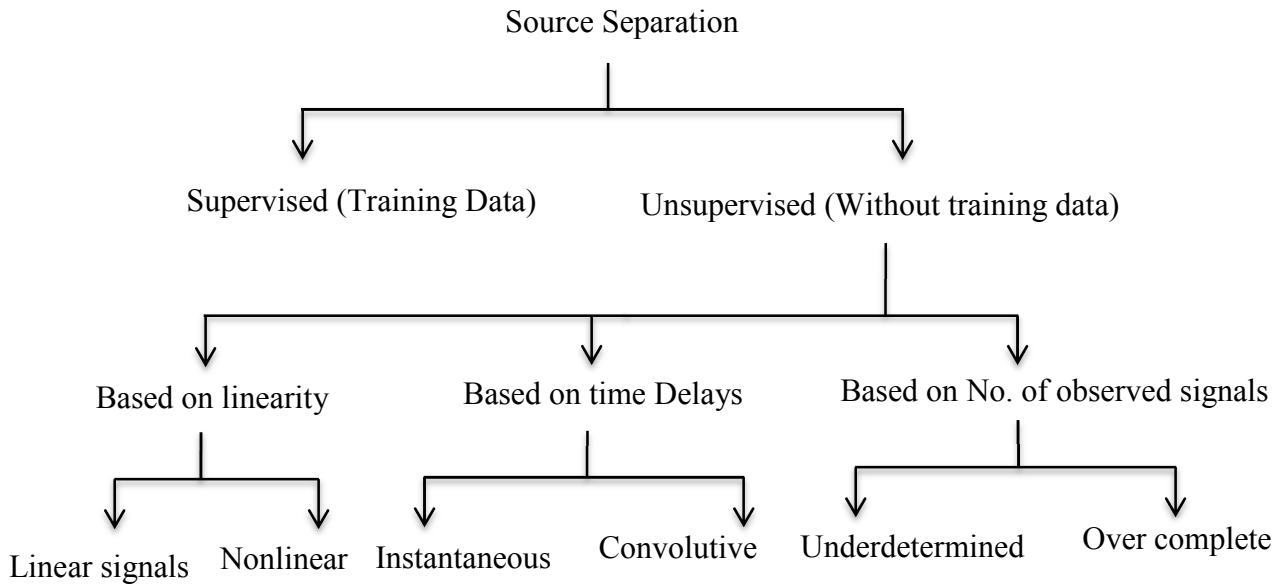 Source Separation
Supervised (Training Data)
Unsupervised (Without training data)
Based on linearity
Based on time Delays
Based on No. of observed signals
Linear signals
Nonlinear
Instantaneous
Convolutive
Underdetermined
Over complete